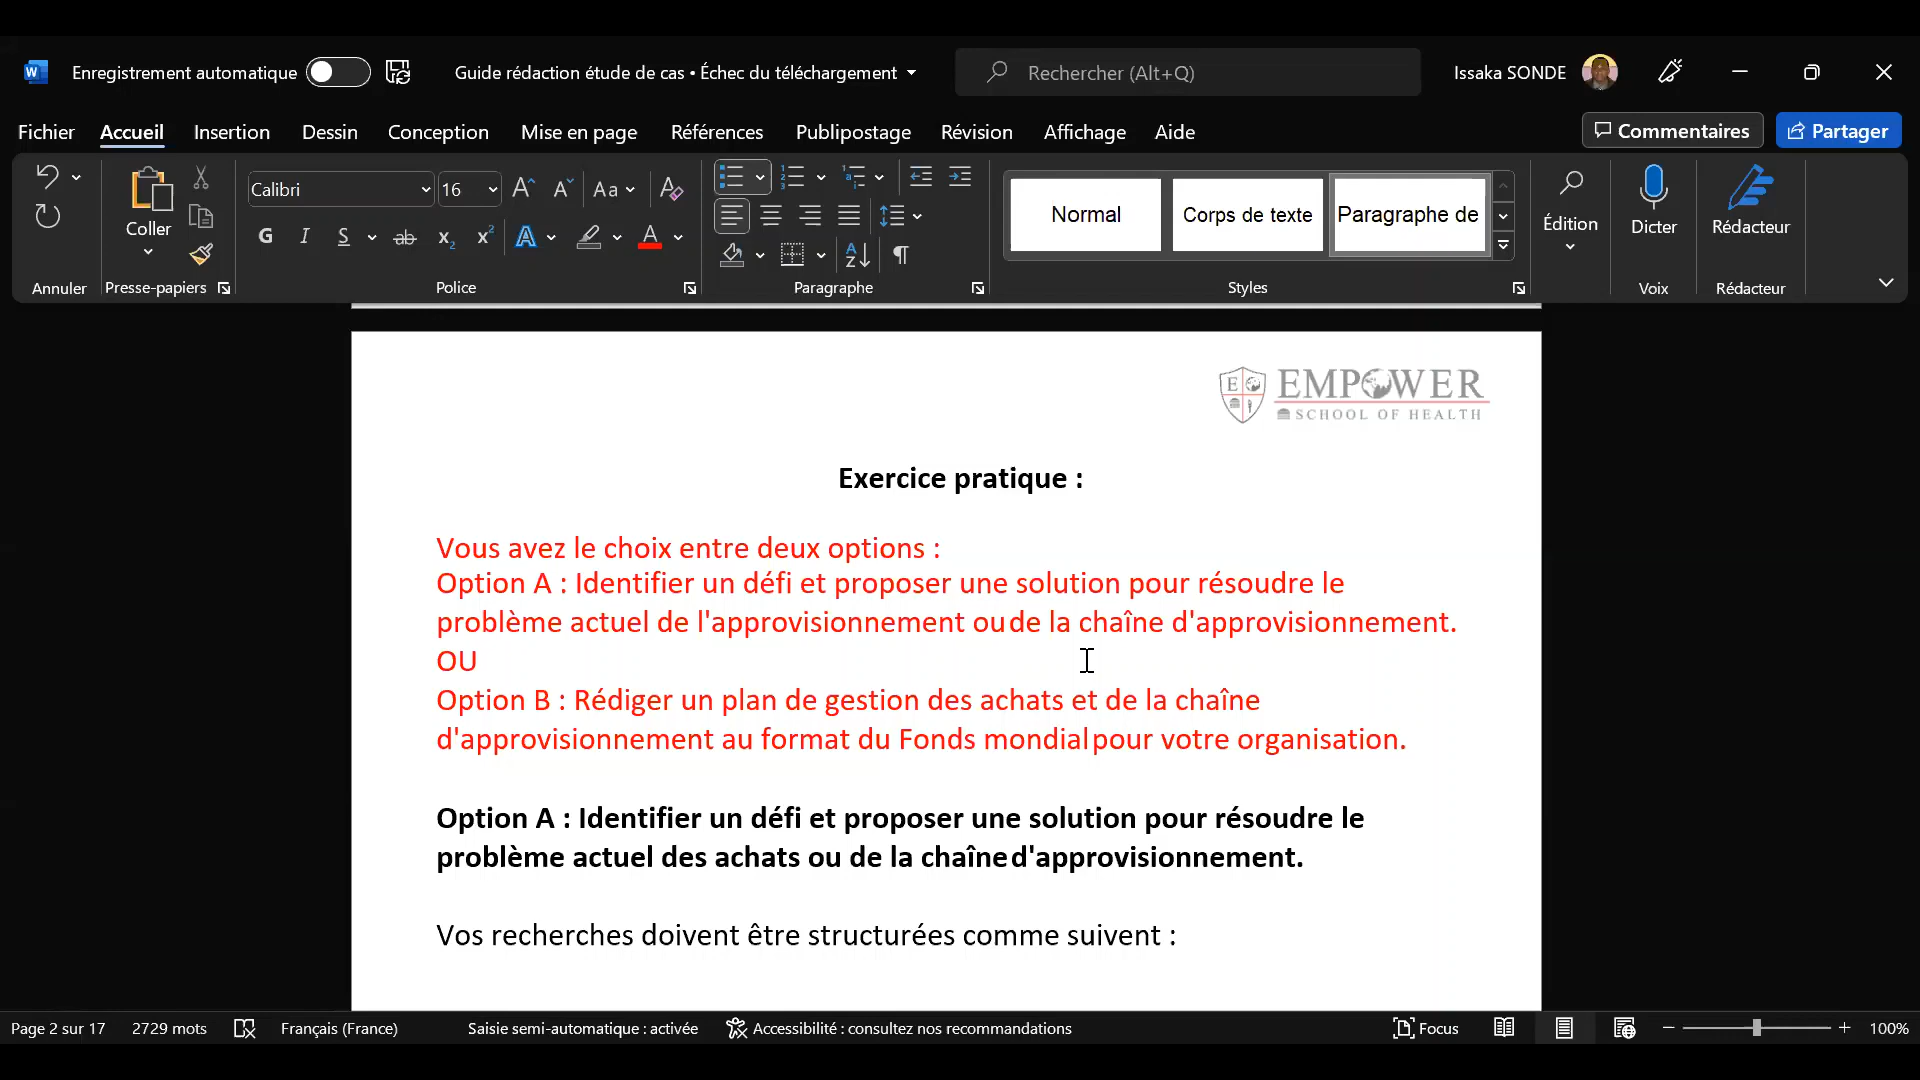 Enregistrement automatique
Guide rédaction étude de cas • Échec du téléchargement
Rechercher (Alt+Q)
Issaka SONDE
Fichier Accueil Insertion Dessin Conception Mise en page Références Publipostage Révision Affichage Aide
Commentaires Partager
Coller
Calibri 16
Aa
G I S ab x₂ x² A A
Normal
Corps de texte
Paragraphe de
Édition
Dicter
Rédacteur
Annuler Presse-papiers Police Paragraphe Styles Voix Rédacteur
EMPOWER
SCHOOL OF HEALTH
Exercice pratique :
Vous avez le choix entre deux options :
Option A : Identifier un défi et proposer une solution pour résoudre le
problème actuel de l'approvisionnement ou de la chaîne d'approvisionnement.
OU
Option B : Rédiger un plan de gestion des achats et de la chaîne
d'approvisionnement au format du Fonds mondial pour votre organisation.
Option A : Identifier un défi et proposer une solution pour résoudre le
problème actuel des achats ou de la chaîne d'approvisionnement.
Vos recherches doivent être structurées comme suivent :
Page 2 sur 17 2729 mots Français (France) Saisie semi-automatique : activée Accessibilité : consultez nos recommandations Focus 100%